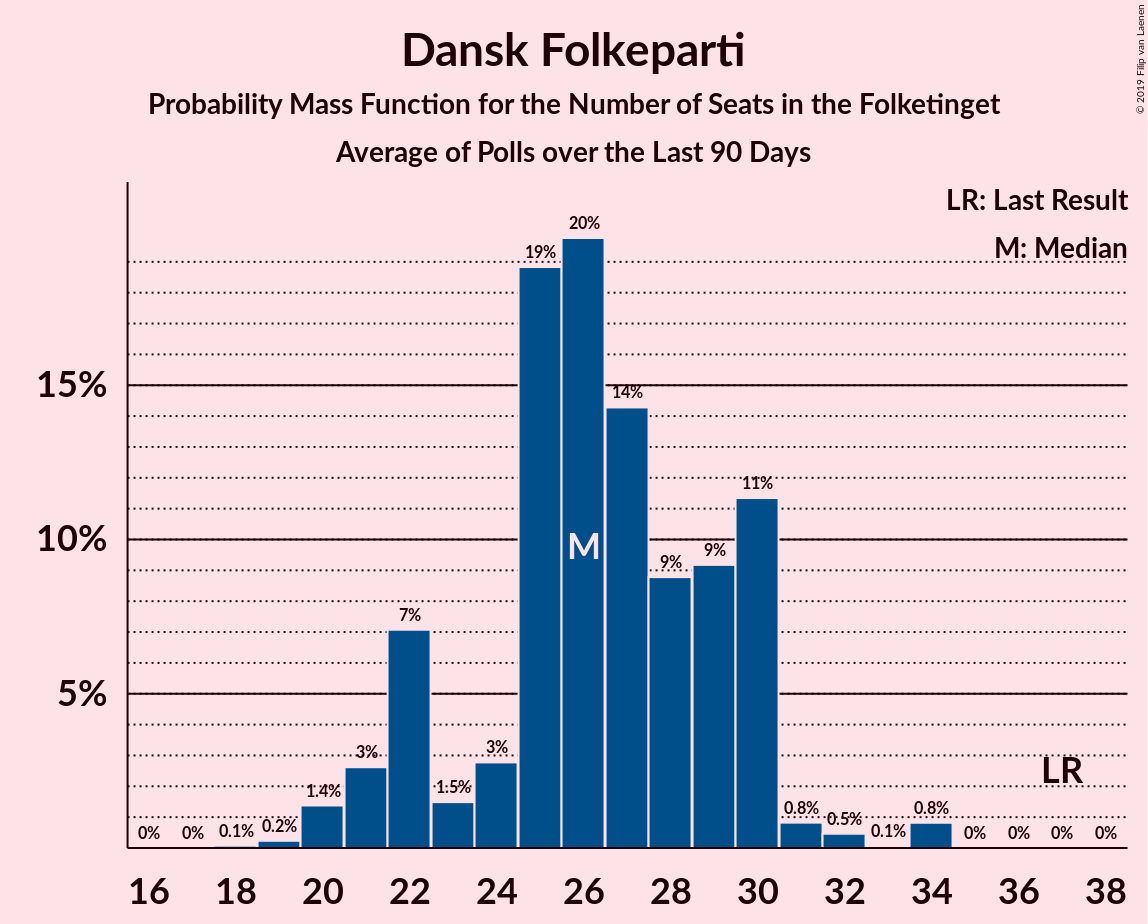 Dansk Folkeparti
Probability Mass Function for the Number of Seats in the Folketinget
Average of Polls over the Last 90 Days
© 2019 Filip van Laenen
LR: Last Result
M: Median
15%
10%
5%
0%
0%
0.1%
0.2%
1.4%
3%
7%
1.5%
3%
19%
20%
14%
9%
9%
11%
0.8%
0.5%
0.1%
0.8%
0%
0%
0%
0%
M
LR
16 18 20 22 24 26 28 30 32 34 36 38